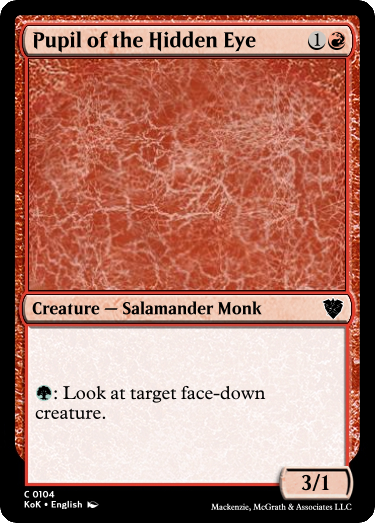 Pupil of the Hidden Eye 1
Creature — Salamander Monk
: Look at target face-down
creature.
3/1
C 0104
KoK • English
Mackenzie, McGrath & Associates LLC